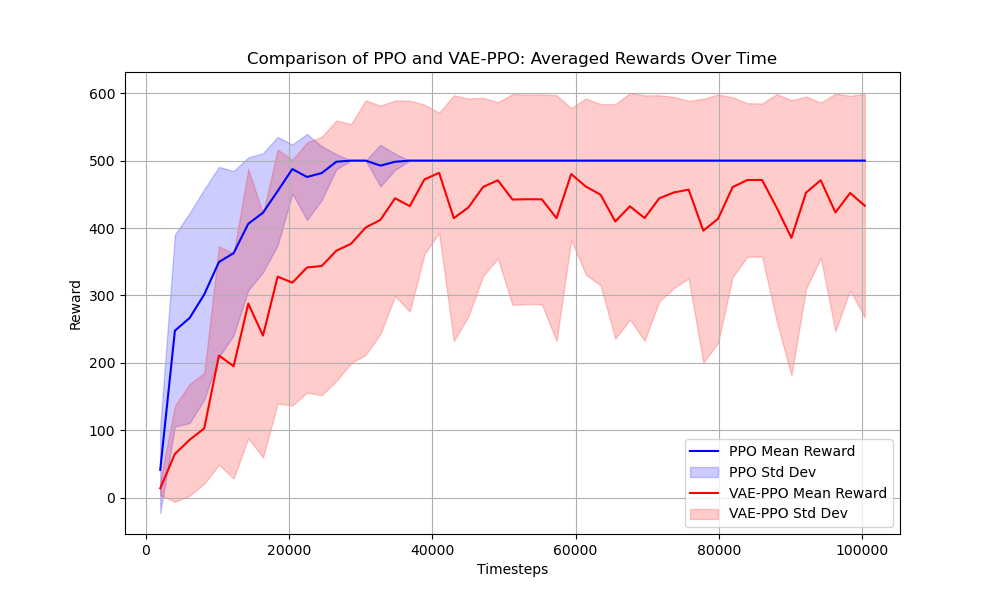 Comparison of PPO and VAE-PPO: Averaged Rewards Over Time
Reward
600
500
400
300
200
100
0
0 20000 40000 60000 80000 100000
Timesteps
PPO Mean Reward
PPO Std Dev
VAE-PPO Mean Reward
VAE-PPO Std Dev